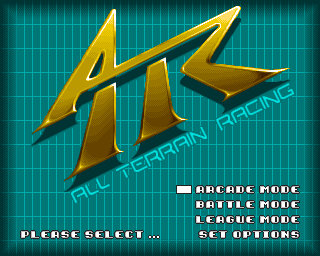 ATR
ALL TERRAIN RACING
ARCADE MODE
BATTLE MODE
LEAGUE MODE
PLEASE SELECT... SET OPTIONS